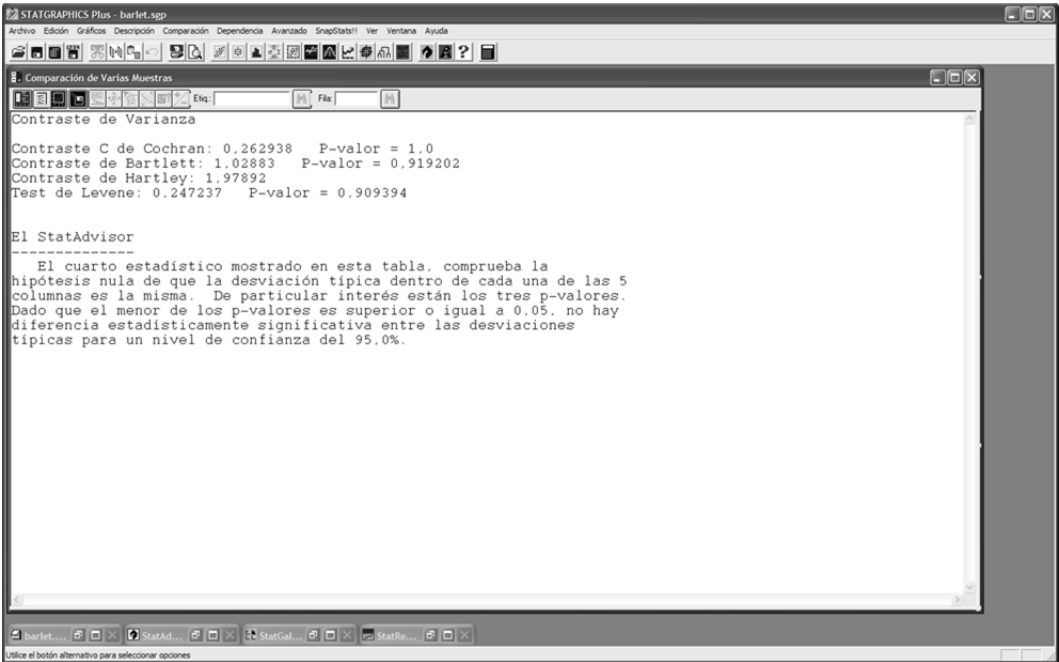 STATGRAPHICS Plus - barlet.sgp
Archivo Edición Gráficos Descripción Comparación Dependencia Avanzado SnapStats!! Ver Ventana Ayuda
Comparación de Varias Muestras
Etiq.: Fila:
Contraste de Varianza
Contraste C de Cochran: 0,262938 P-valor = 1,0
Contraste de Bartlett: 1,02883 P-valor = 0,919202
Contraste de Hartley: 1,97892
Test de Levene: 0,247237 P-valor = 0,909394
El StatAdvisor
--------------
El cuarto estadístico mostrado en esta tabla, comprueba la
hipótesis nula de que la desviación típica dentro de cada una de las 5
columnas es la misma. De particular interés están los tres p-valores.
Dado que el menor de los p-valores es superior o igual a 0,05, no hay
diferencia estadísticamente significativa entre las desviaciones
típicas para un nivel de confianza del 95,0%.
barlet.... StatAd... StatGal... StatRe...
Utilice el botón alternativo para seleccionar opciones